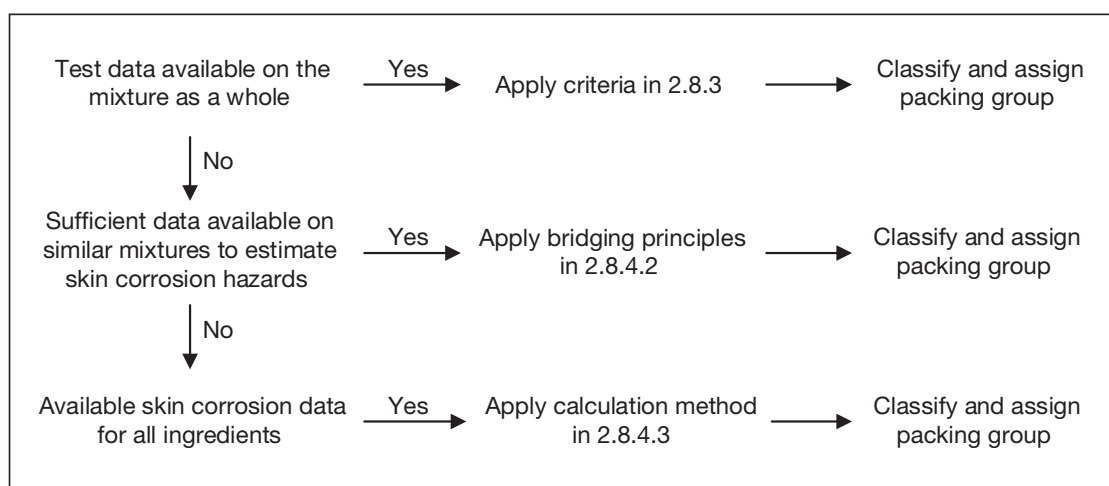 Test data available on the
mixture as a whole
Yes
Apply criteria in 2.8.3
Classify and assign
packing group
No
Sufficient data available on
similar mixtures to estimate
skin corrosion hazards
Yes
Apply bridging principles
in 2.8.4.2
Classify and assign
packing group
No
Available skin corrosion data
for all ingredients
Yes
Apply calculation method
in 2.8.4.3
Classify and assign
packing group